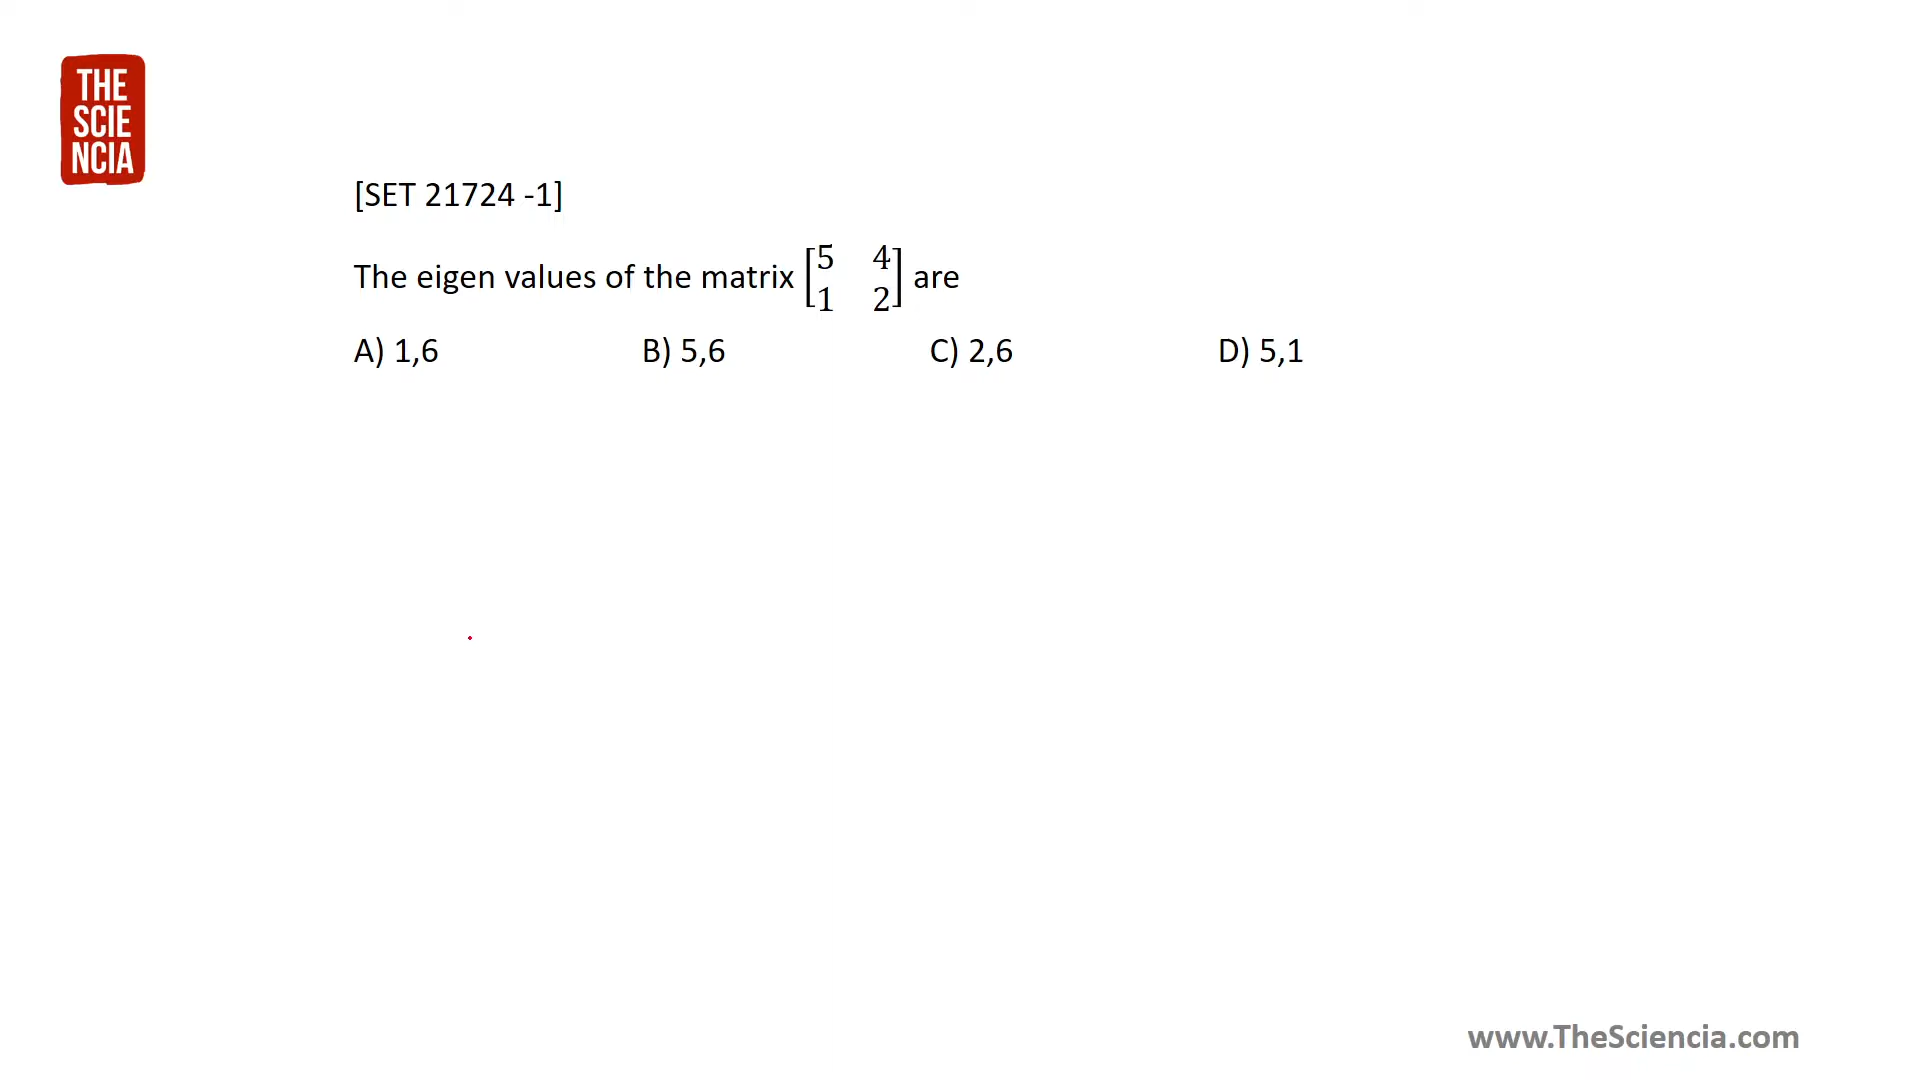 THE
SCIE
NCIA
[SET 21724 -1]
The eigen values of the matrix [5 4
1 2] are
A) 1,6 B) 5,6 C) 2,6 D) 5,1
www.TheSciencia.com